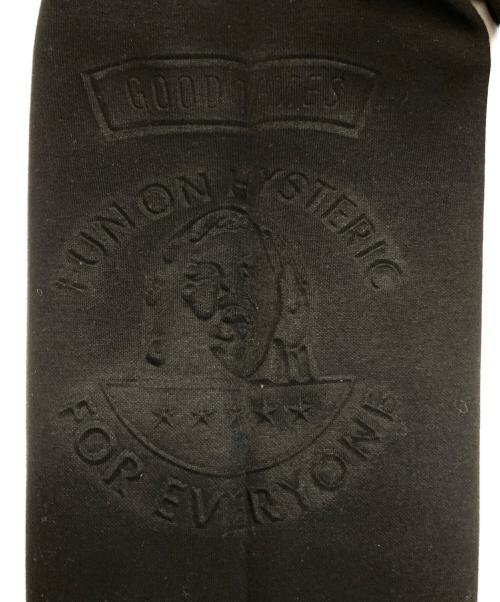 GOOD TIMES
FUN ON HYSTERIC
FOR EVERYONE